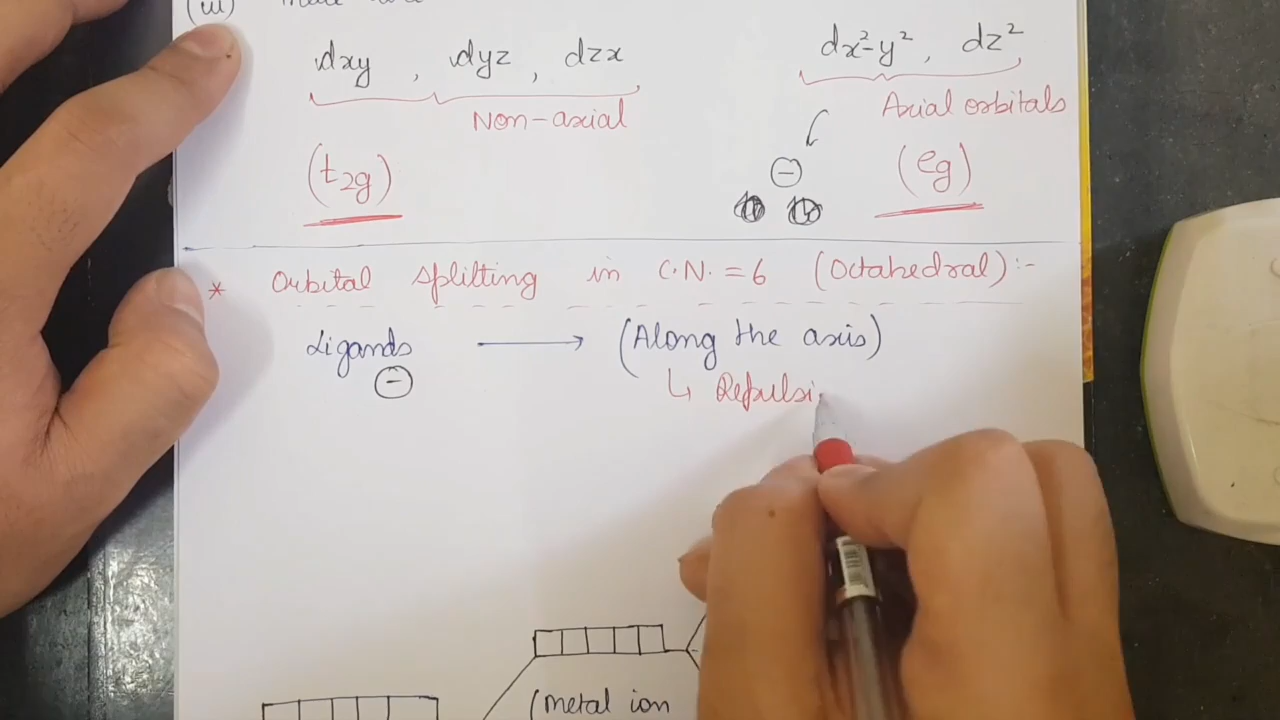 (iii)
dxy , dyz , dzx
dx²-y² , dz²
Non-axial
Axial orbitals
(t2g)
(eg)
* Orbital splitting in C.N. = 6 (Octahedral) :-
Ligands → (Along the axis)
↳ Repulsi
(metal ion